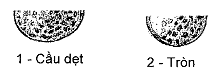 1 - Cầu dẹt
2 - Tròn